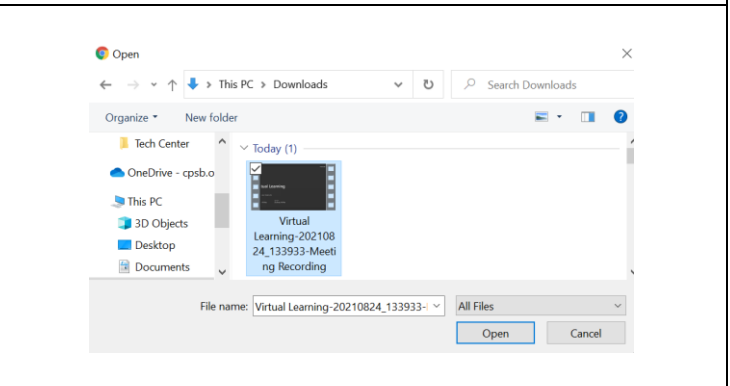 Open
This PC > Downloads
Search Downloads
Organize
New folder
Tech Center
OneDrive - cpsb.o
This PC
3D Objects
Desktop
Documents
Today (1)
Virtual
Learning-202108
24_133933-Meeti
ng Recording
File name: Virtual Learning-20210824_133933-
All Files
Open
Cancel